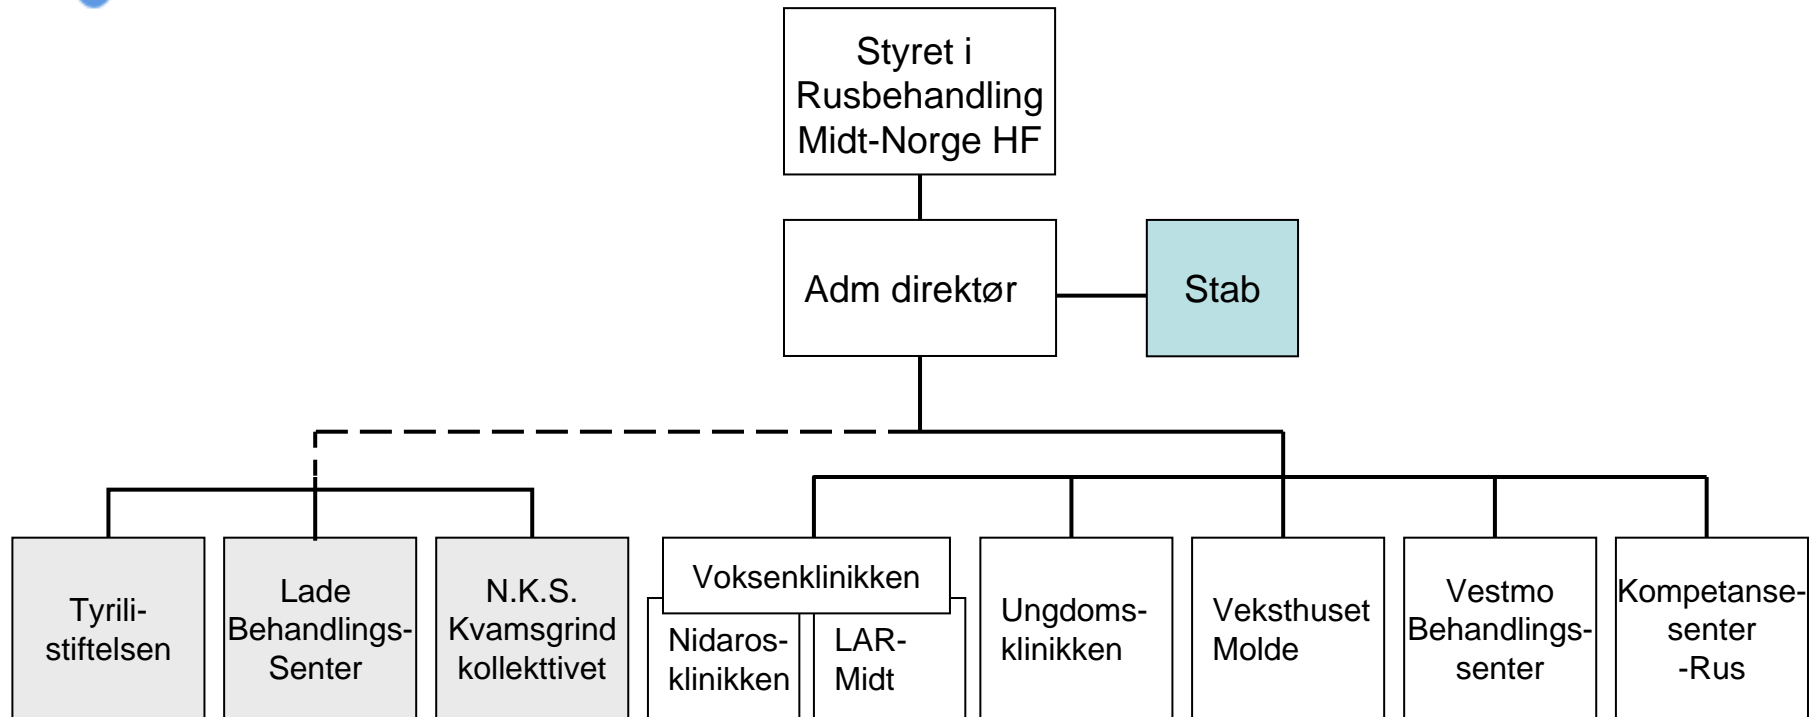 Styret i
Rusbehandling
Midt-Norge HF
Adm direktør
Stab
Tyrili-
stiftelsen
Lade
Behandlings-
Senter
N.K.S.
Kvamsgrind
kollekttivet
Voksenklinikken
Nidaros-
klinikken
LAR-
Midt
Ungdoms-
klinikken
Veksthuset
Molde
Vestmo
Behandlings-
senter
Kompetanse-
senter
-Rus